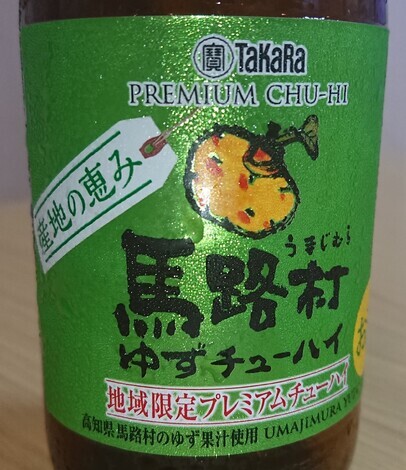 寶 TaKaRa
PREMIUM CHU-HI
産地の恵み
うまじむら
馬路村
ゆずチューハイ
地域限定プレミアムチューハイ
高知県馬路村のゆず果汁使用 UMAJIMURA